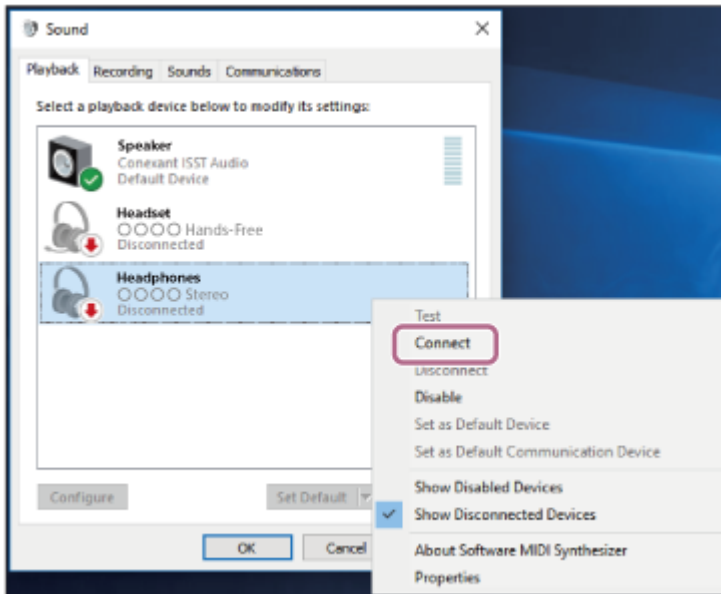 Sound
Playback Recording Sounds Communications
Select a playback device below to modify its settings:
Speaker
Conexant ISST Audio
Default Device
Headset
○○○○ Hands-Free
Disconnected
Headphones
○○○○ Stereo
Disconnected
Test
Connect
Disconnect
Disable
Set as Default Device
Set as Default Communication Device
Show Disabled Devices
Show Disconnected Devices
About Software MIDI Synthesizer
Properties
Configure
Set Default
OK
Cancel